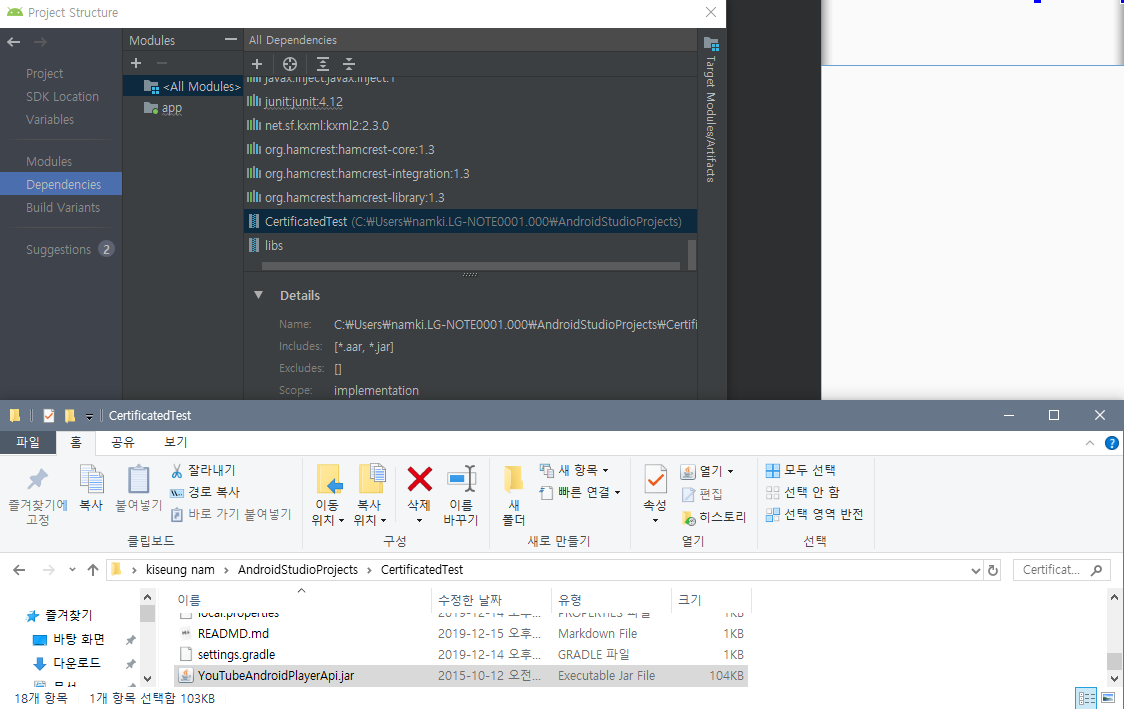 Project Structure
Modules
All Dependencies
Project
SDK Location
Variables
Modules
Dependencies
Build Variants
Suggestions 2
<All Modules>
app
javax.inject:javax.inject:1
junit:junit:4.12
net.sf.kxml:kxml2:2.3.0
org.hamcrest:hamcrest-core:1.3
org.hamcrest:hamcrest-integration:1.3
org.hamcrest:hamcrest-library:1.3
CertificatedTest (C:₩Users₩namki.LG-NOTE0001.000₩AndroidStudioProjects)
libs
Details
Name: C:₩Users₩namki.LG-NOTE0001.000₩AndroidStudioProjects₩Certifi
Includes: [*.aar, *.jar]
Excludes: []
Scope: implementation
Target Modules/Artifacts
CertificatedTest
파일 홈 공유 보기
즐겨찾기에 고정
복사
붙여넣기
잘라내기
경로 복사
바로 가기 붙여넣기
클립보드
이동 위치
복사 위치
삭제
이름 바꾸기
구성
새 폴더
새 항목
빠른 연결
새로 만들기
속성
열기
편집
히스토리
열기
모두 선택
선택 안 함
선택 영역 반전
선택
kiseung nam > AndroidStudioProjects > CertificatedTest
Certificat...
즐겨찾기
바탕 화면
다운로드
문서
이름 수정한 날짜 유형 크기
local.properties 2019-12-14 오후... PROPERTIES 파일 1KB
READMD.md 2019-12-15 오후... Markdown File 1KB
settings.gradle 2019-12-14 오후... GRADLE 파일 1KB
YouTubeAndroidPlayerApi.jar 2015-10-12 오전... Executable Jar File 104KB
18개 항목 1개 항목 선택함 103KB